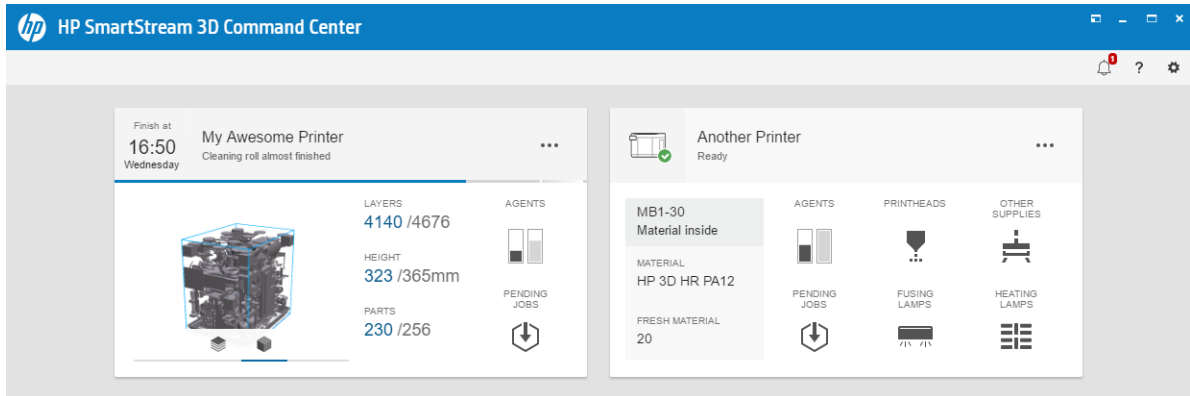 hp HP SmartStream 3D Command Center
1
?
Finish at
16:50
Wednesday
My Awesome Printer
Cleaning roll almost finished
LAYERS
4140 /4676
HEIGHT
323 /365mm
PARTS
230 /256
AGENTS
PENDING
JOBS
Another Printer
Ready
MB1-30
Material inside
MATERIAL
HP 3D HR PA12
FRESH MATERIAL
20
AGENTS
PRINTHEADS
OTHER
SUPPLIES
PENDING
JOBS
FUSING
LAMPS
HEATING
LAMPS